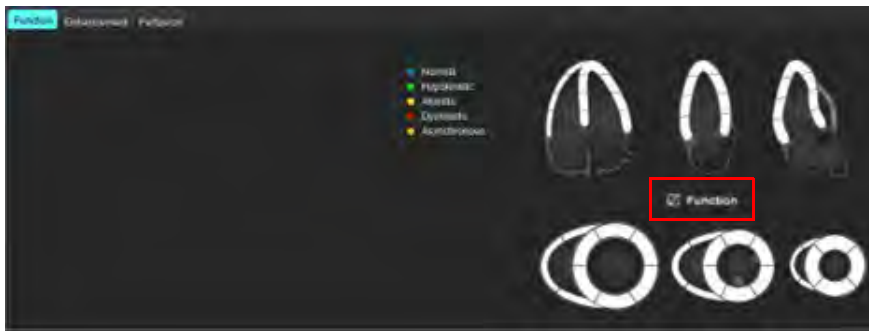 Function Enhancement Perfusion
Normal
Hypokinetic
Akinetic
Dyskinetic
Asynchronous
Function